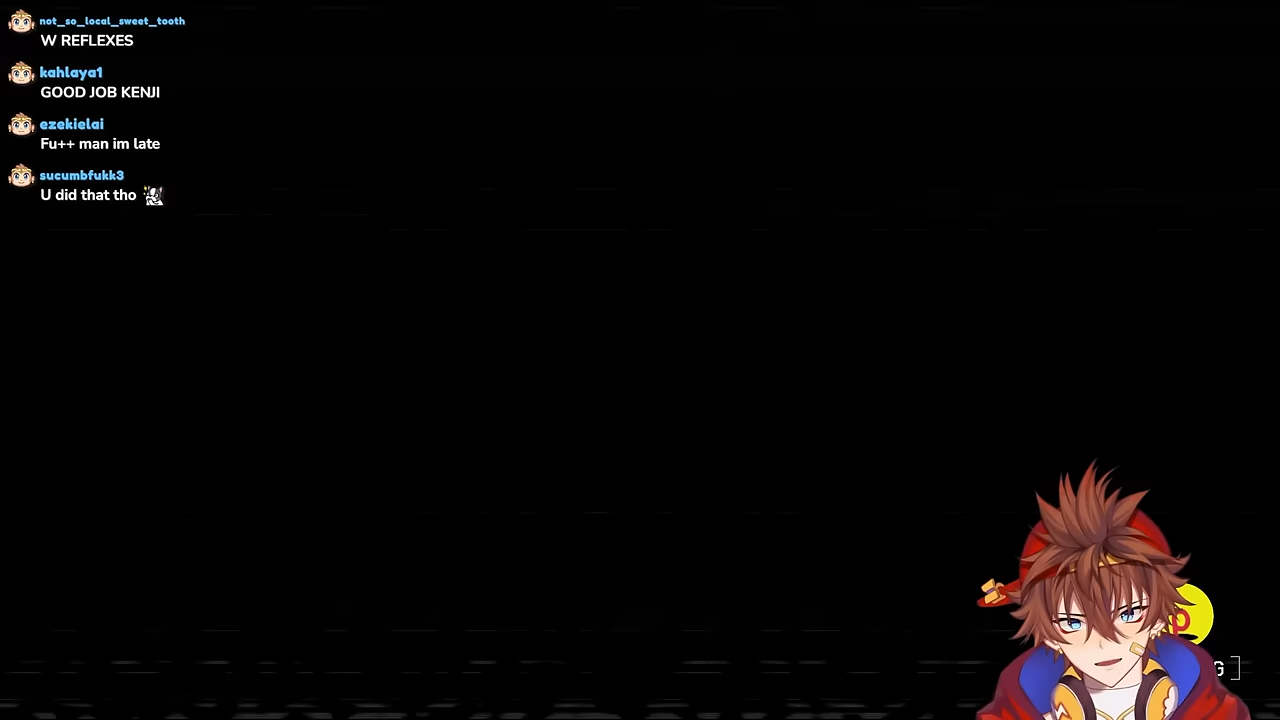 not_so_local_sweet_tooth
W REFLEXES
kahlaya1
GOOD JOB KENJI
ezekielai
Fu++ man im late
sucumbfukk3
U did that tho
p
G ]